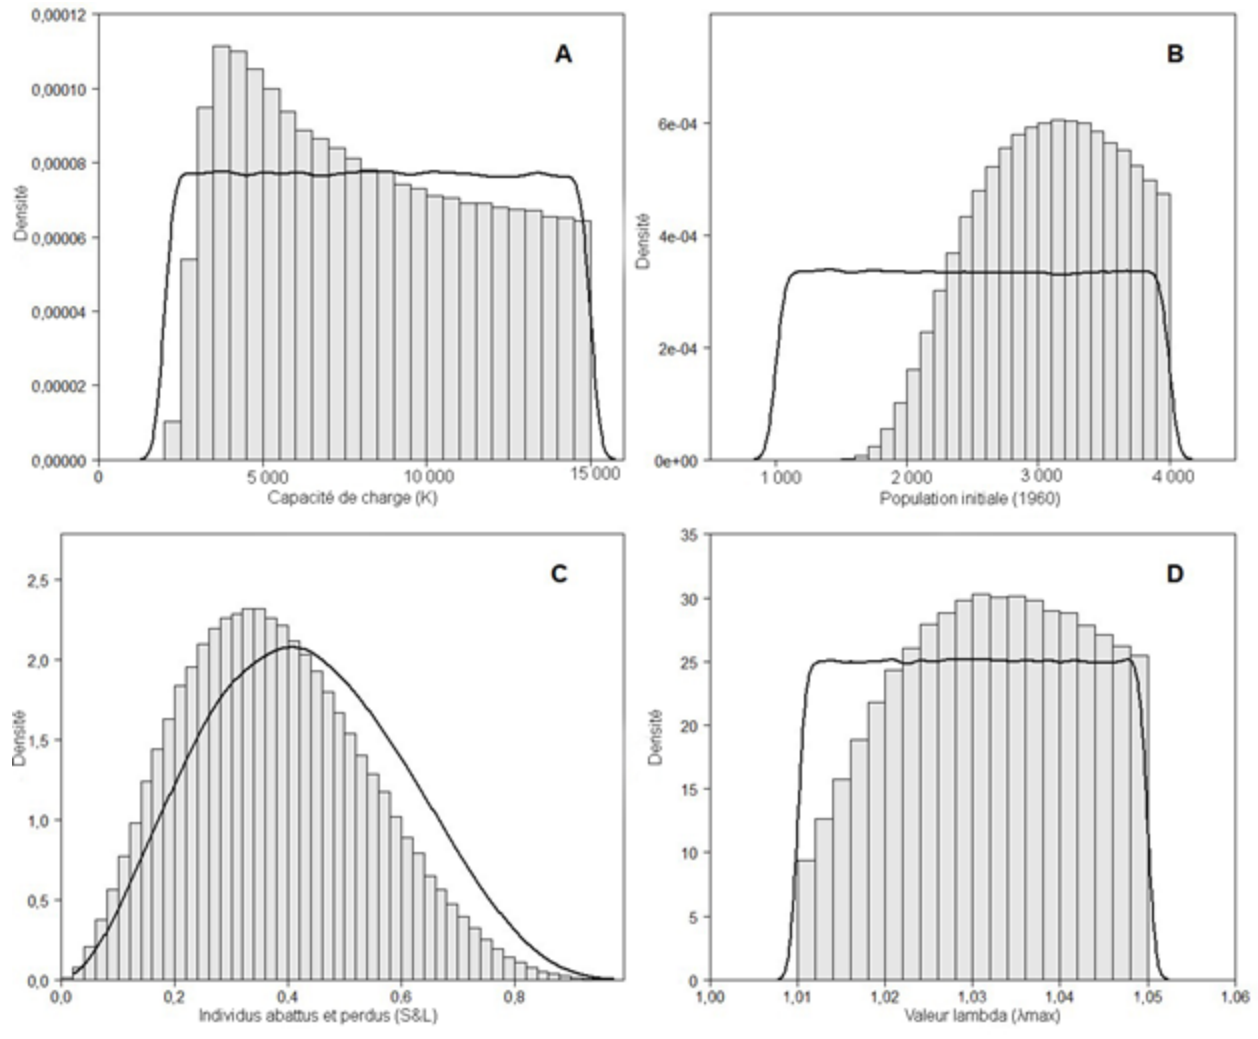 A
0,00012
0,00010
0,00008
0,00006
0,00004
0,00002
0,00000
Densité
0
5 000
10 000
15 000
Capacité de charge (K)
B
6e-04
4e-04
2e-04
0e+00
Densité
1 000
2 000
3 000
4 000
Population initiale (1960)
C
2,5
2,0
1,5
1,0
0,5
0,0
Densité
0,0
0,2
0,4
0,6
0,8
Individus abattus et perdus (S&L)
D
35
30
25
20
15
10
5
0
Densité
1,00
1,01
1,02
1,03
1,04
1,05
1,06
Valeur lambda (λmax)